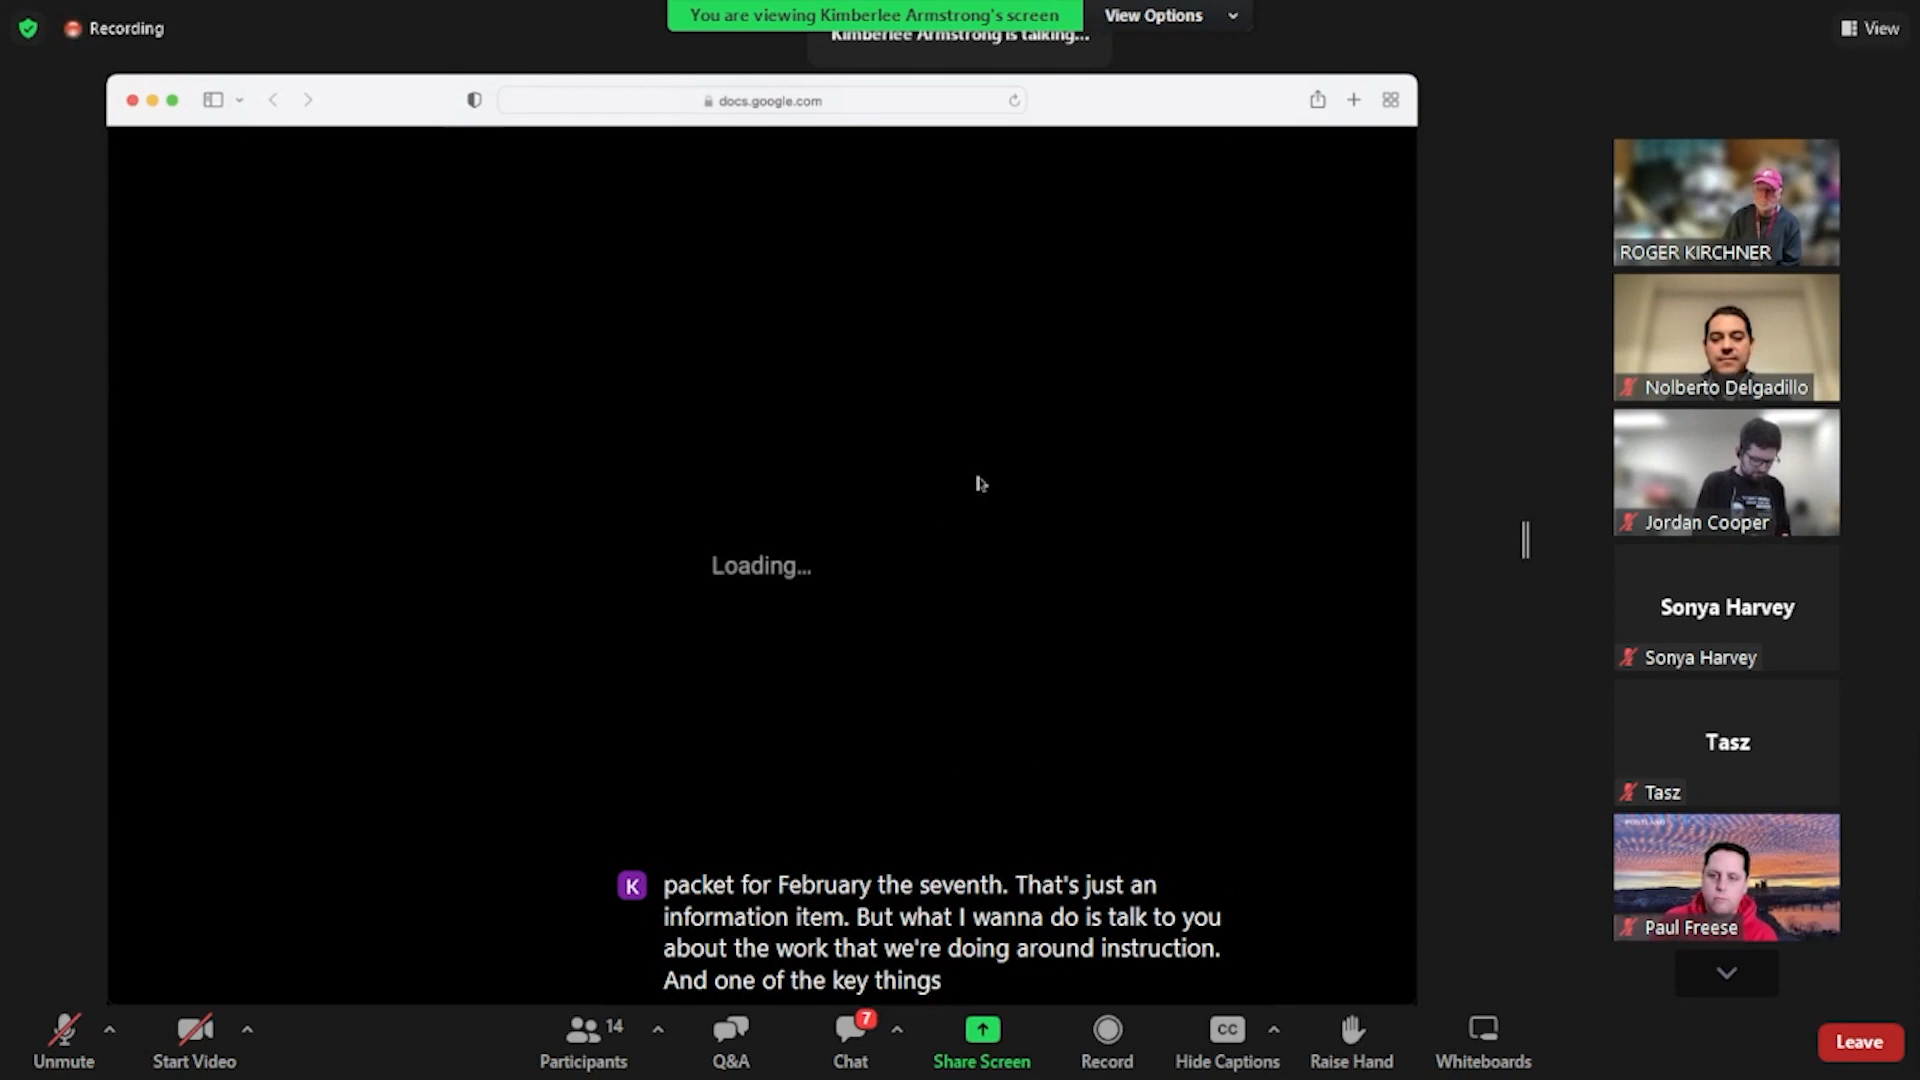 You are viewing Kimberlee Armstrong's screen
View Options
Recording
Kimberlee Armstrong is talking...
View
docs.google.com
ROGER KIRCHNER
Nolberto Delgadillo
Jordan Cooper
Loading...
Sonya Harvey
Sonya Harvey
Tasz
Tasz
PORTLAND
Paul Freese
K
packet for February the seventh. That's just an
information item. But what I wanna do is talk to you
about the work that we're doing around instruction.
And one of the key things
Unmute
Start Video
14
Participants
Q&A
7
Chat
Share Screen
Record
CC
Hide Captions
Raise Hand
Whiteboards
Leave